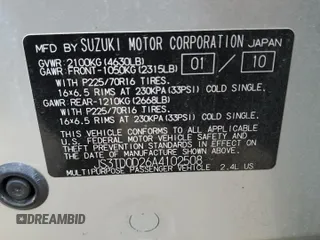 MFD. BY SUZUKI MOTOR CORPORATION JAPAN
GVWR: 2100KG (4630LB)
GAWR: FRONT-1050KG (2315LB) 01 / 10
WITH P225/70R16 TIRES.
16x6.5 RIMS AT 230KPA(33PSI) COLD SINGLE.
GAWR:REAR-1210KG (2668LB)
WITH P225/70R16 TIRES.
16x6.5 RIMS AT 230KPA(33PSI) COLD SINGLE.
THIS VEHICLE CONFORMS TO ALL APPLICABLE
U.S. FEDERAL MOTOR VEHICLE SAFETY AND
THEFT PREVENTION STANDARDS IN EFFECT ON
THE DATE OF MANUFACTURE SHOWN ABOVE.
JS3TD0D26A4102508
MULTIPURPOSE PASSENGER VEHICLE 2.4L US
DREAMBID